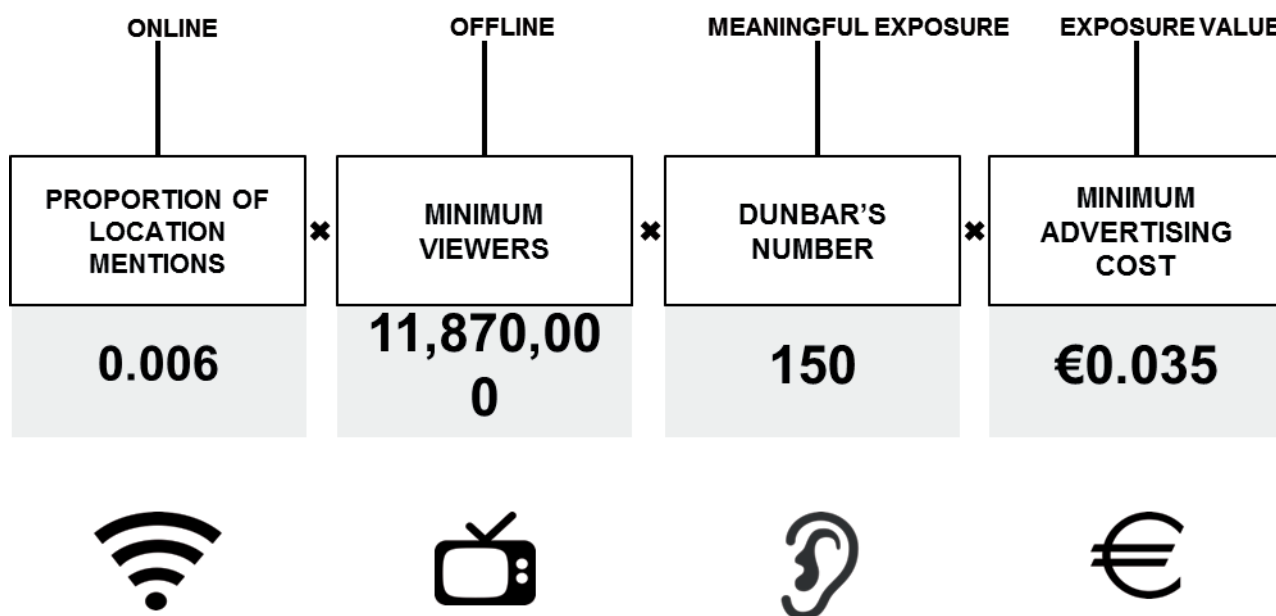 ONLINE
OFFLINE
MEANINGFUL EXPOSURE
EXPOSURE VALUE
PROPORTION OF
LOCATION
MENTIONS
✖
MINIMUM
VIEWERS
✖
DUNBAR'S
NUMBER
✖
MINIMUM
ADVERTISING
COST
0.006
11,870,00
0
150
€0.035
€